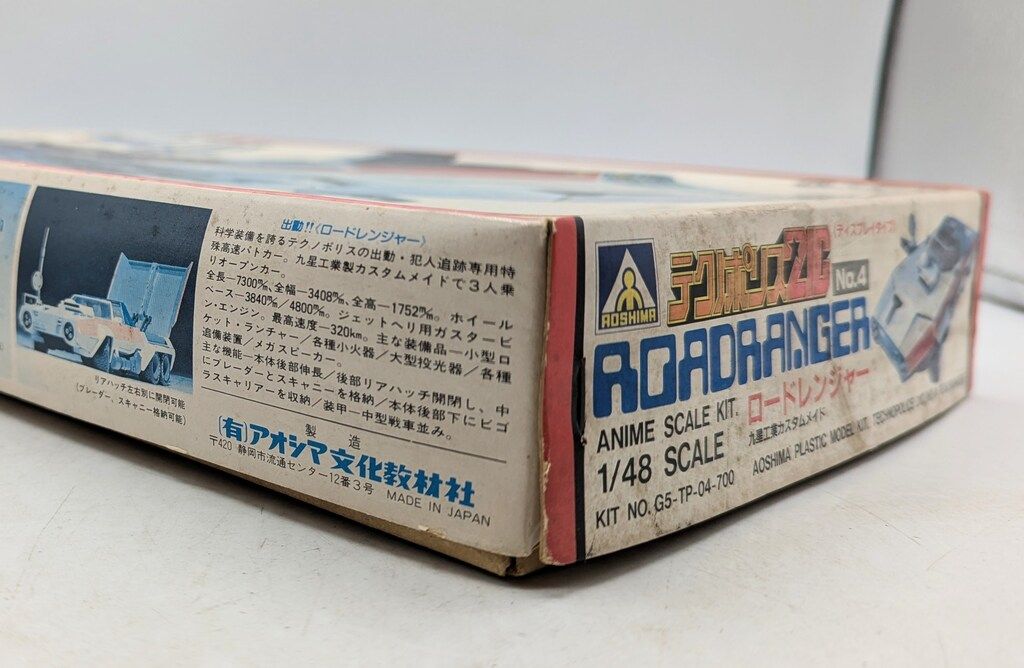 出動!!〈ロードレンジャー〉
科学装備を誇るテクノポリスの出動・犯人追跡専用特
殊高速パトカー。九星工業製カスタムメイドで3人乗
りオープンカー。
全長—7300%、全幅—3408%、全高—1752%。ホイール
ベース—3840%/4800%。ジェットヘリ用ガスタービ
ン・エンジン。最高速度—320km。主な装備品—小型ロ
ケット・ランチャー/各種小火器/大型投光器/各種
追備装置/メガスピーカー。
主な機能—本体後部伸長/後部リアハッチ開閉し、中
にブレーダーとスキャニーを格納/本体後部下にビゴ
ラスキャリアーを収納/装甲—中型戦車並み。
リアハッチ左右別に開閉可能
(ブレーダー、スキャニー格納可能)
製造
(有)アオシマ文化教材社
〒420 静岡市流通センター12番3号 MADE IN JAPAN
AOSHIMA
テクノポリス21C
(ディスプレイタイプ)
No.4
ROADRANGER
ロードレンジャー
ANIME SCALE KIT.
九星工業カスタムメイド
1/48 SCALE
AOSHIMA PLASTIC MODEL KIT.
KIT NO. G5-TP-04-700